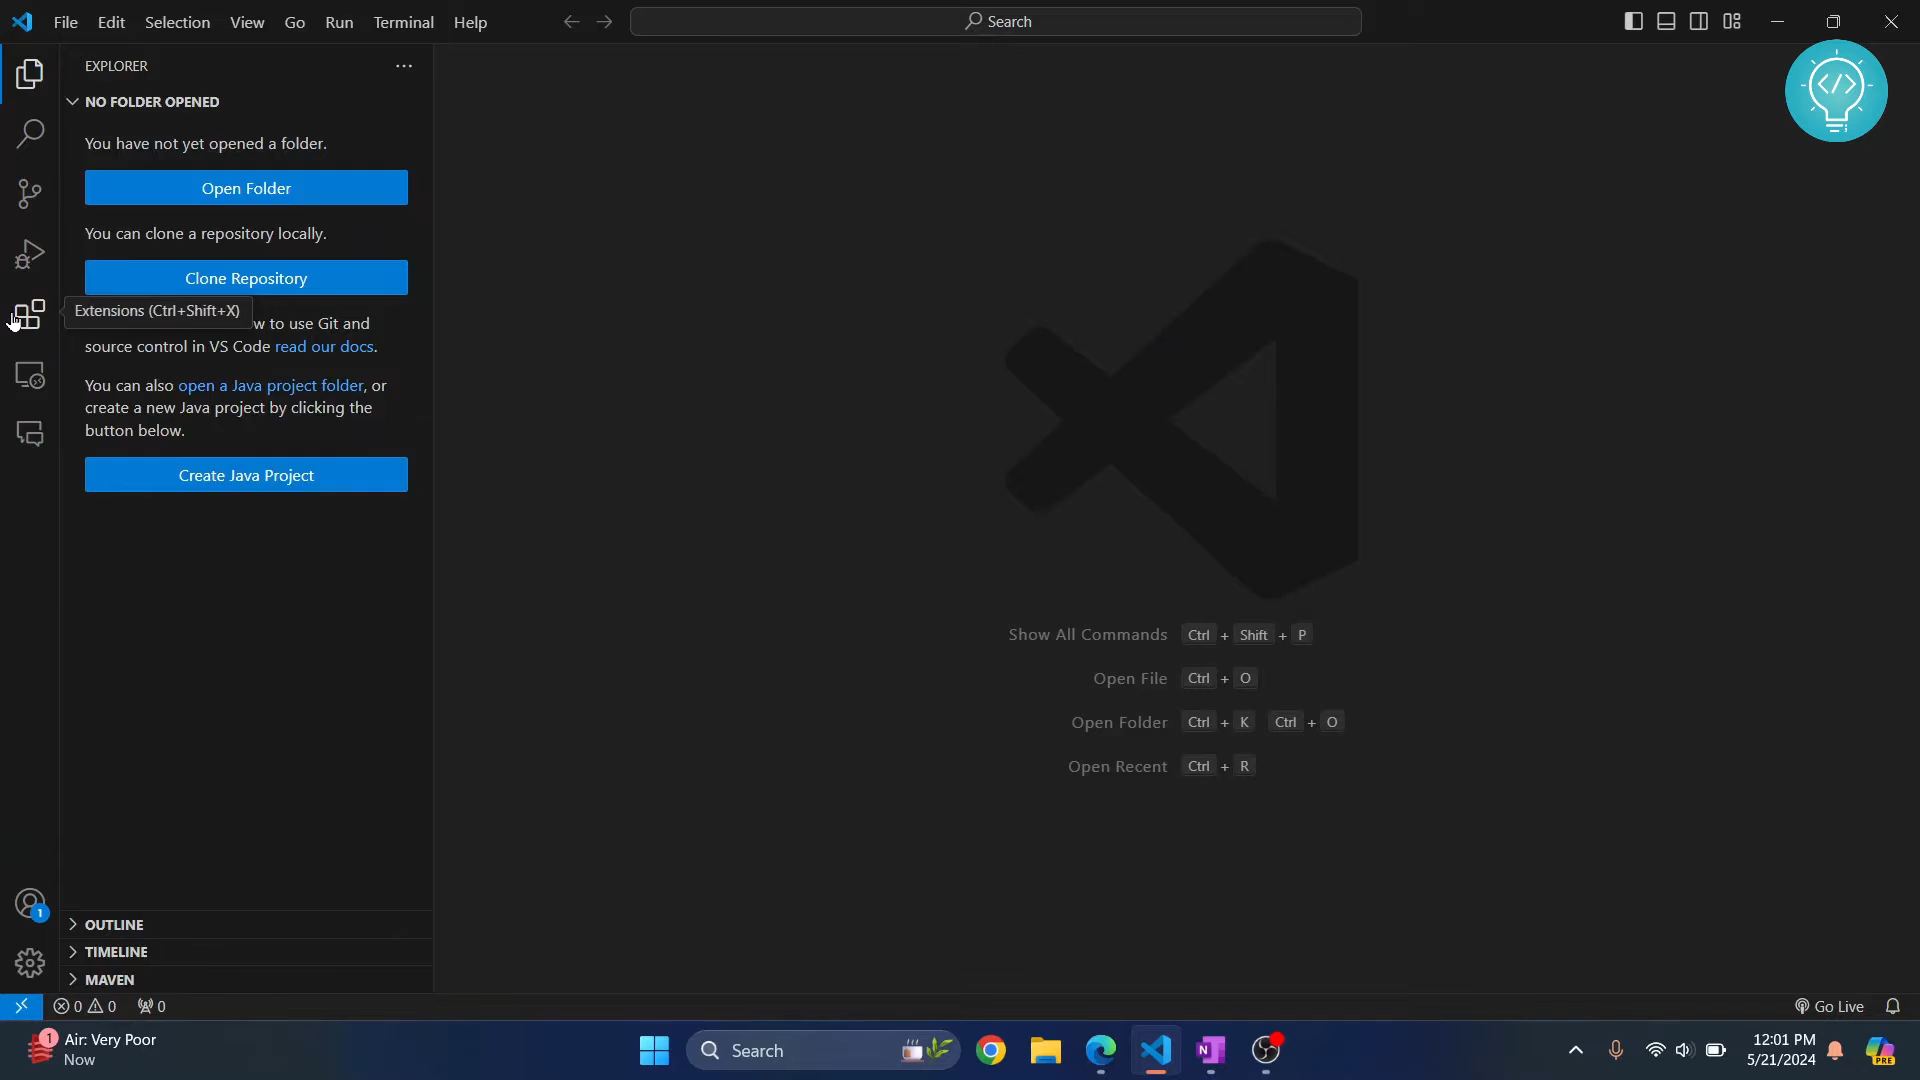 File Edit Selection View Go Run Terminal Help
Search
EXPLORER
NO FOLDER OPENED
You have not yet opened a folder.
Open Folder
You can clone a repository locally.
Clone Repository
Extensions (Ctrl+Shift+X)
w to use Git and
source control in VS Code read our docs.
You can also open a Java project folder, or
create a new Java project by clicking the
button below.
Create Java Project
Show All Commands Ctrl + Shift + P
Open File Ctrl + O
Open Folder Ctrl + K Ctrl + O
Open Recent Ctrl + R
1
OUTLINE
TIMELINE
MAVEN
0 0 0
Go Live
1
Air: Very Poor
Now
Search
N
12:01 PM
5/21/2024
PRE